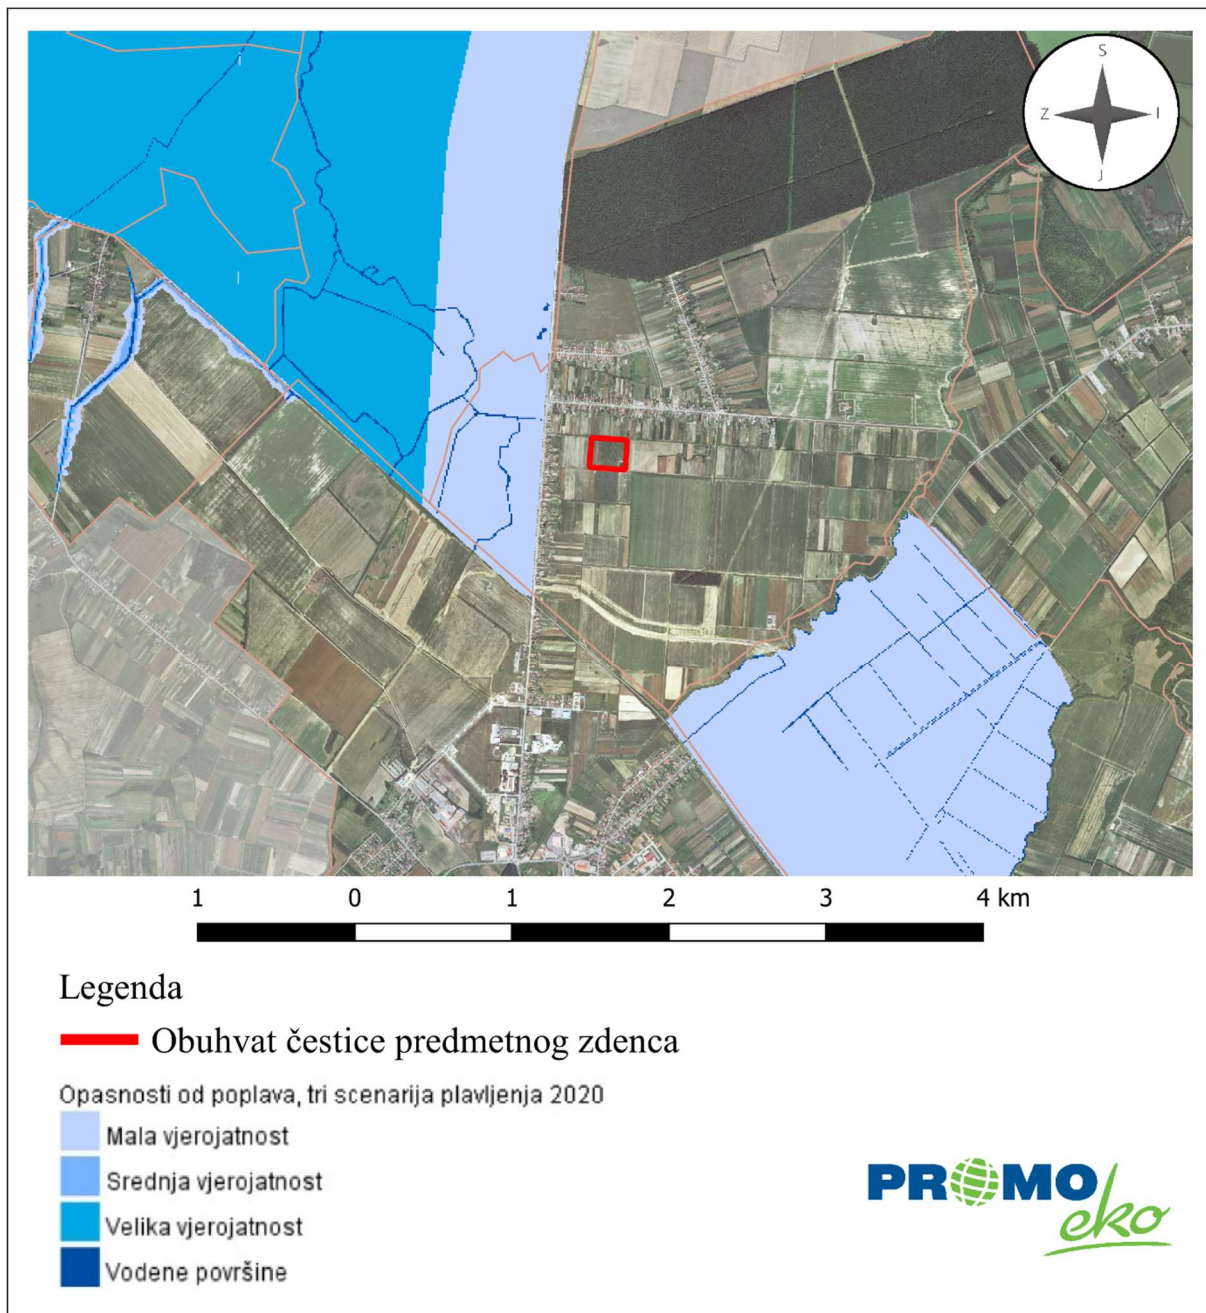 S
Z I
J
1 0 1 2 3 4 km
Legenda
Obuhvat čestice predmetnog zdenca
Opasnosti od poplava, tri scenarija plavljenja 2020
Mala vjerojatnost
Srednja vjerojatnost
Velika vjerojatnost
Vodene površine
PROMO
eko